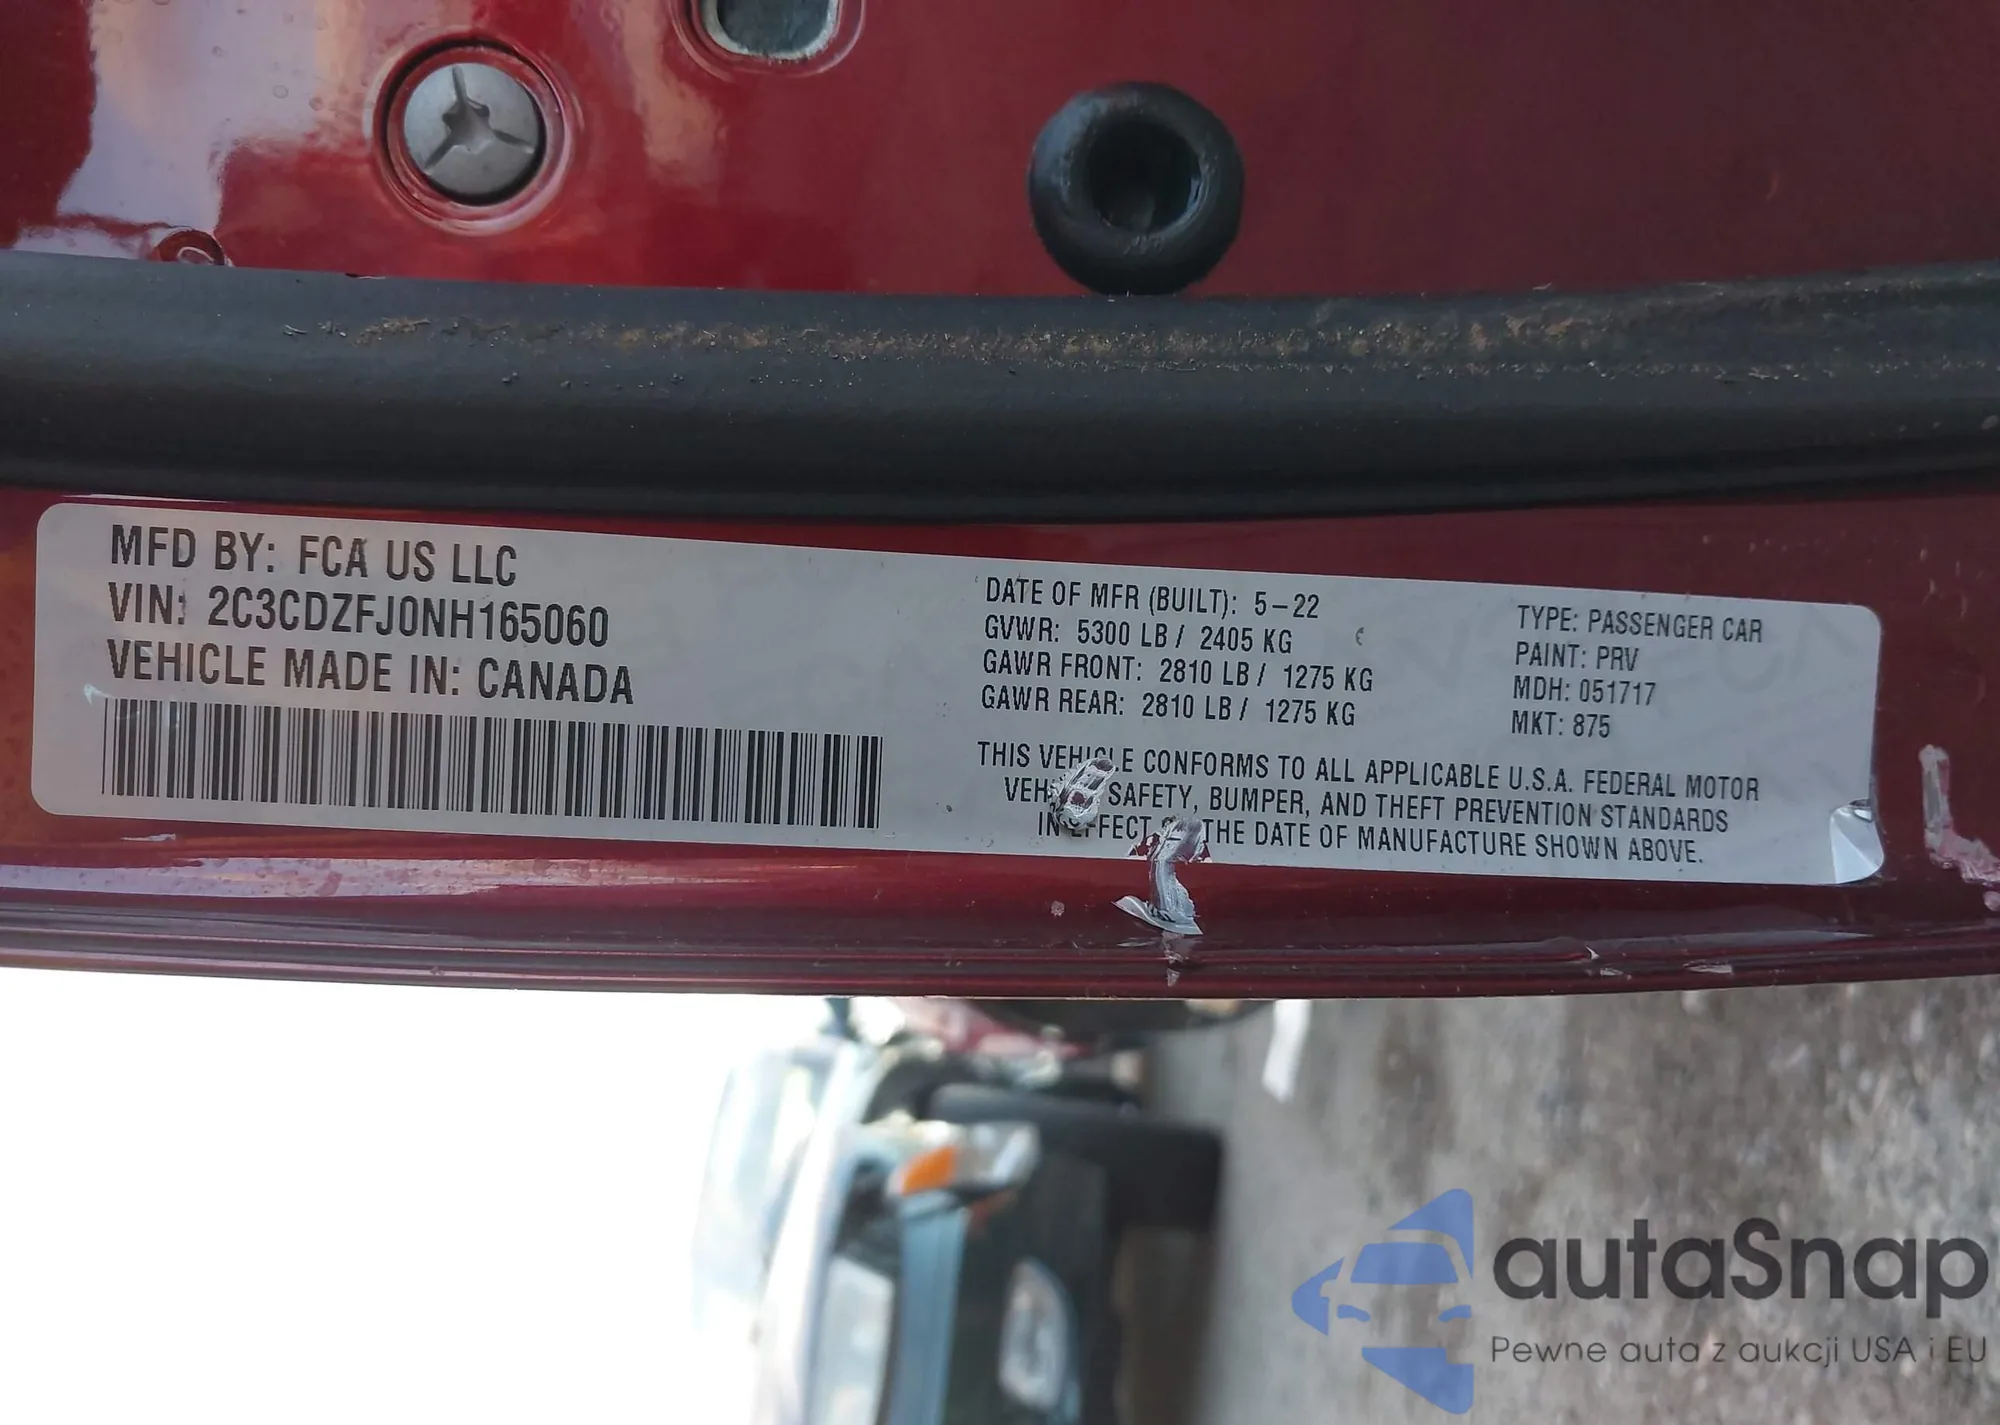 MFD BY: FCA US LLC
VIN: 2C3CDZFJ0NH165060
VEHICLE MADE IN: CANADA
DATE OF MFR (BUILT): 5-22
GVWR: 5300 LB / 2405 KG
GAWR FRONT: 2810 LB / 1275 KG
GAWR REAR: 2810 LB / 1275 KG
TYPE: PASSENGER CAR
PAINT: PRV
MDH: 051717
MKT: 875
THIS VEHICLE CONFORMS TO ALL APPLICABLE U.S.A. FEDERAL MOTOR
SAFETY, BUMPER, AND THEFT PREVENTION STANDARDS
IN EFFECT THE DATE OF MANUFACTURE SHOWN ABOVE.
autaSnap
Pewne auta z aukcji USA i EU